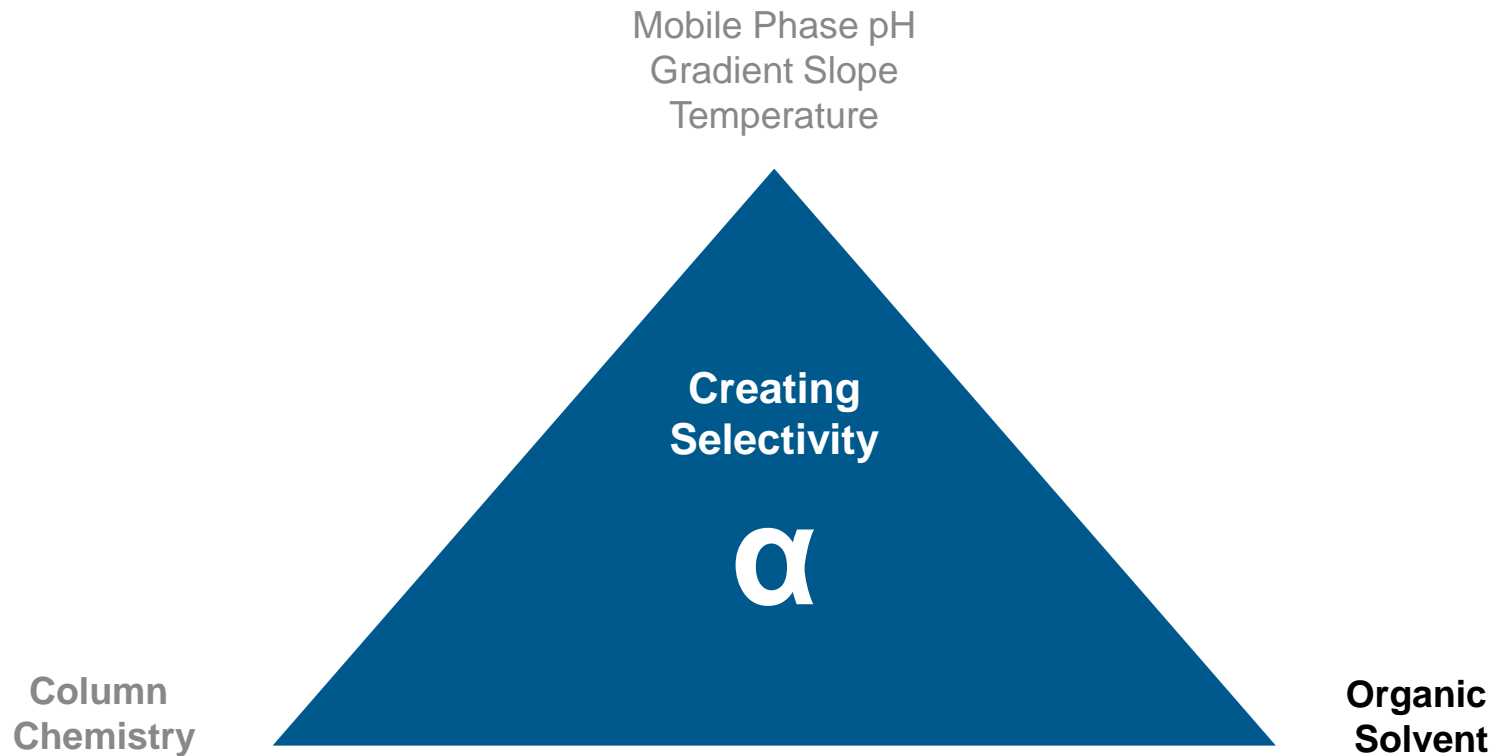 Mobile Phase pH
Gradient Slope
Temperature
Creating
Selectivity
α
Column
Chemistry
Organic
Solvent